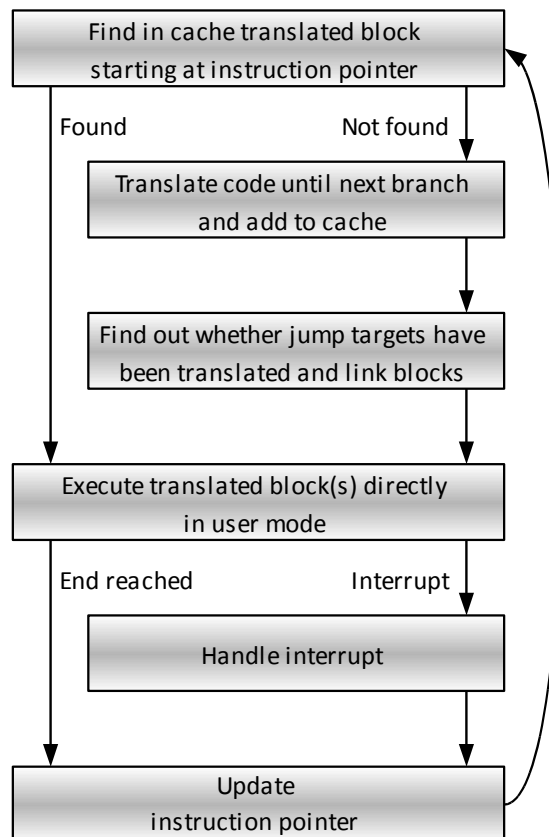 Find in cache translated block
starting at instruction pointer
Found
Not found
Translate code until next branch
and add to cache
Find out whether jump targets have
been translated and link blocks
Execute translated block(s) directly
in user mode
End reached
Interrupt
Handle interrupt
Update
instruction pointer